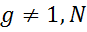 g ≠ 1, N